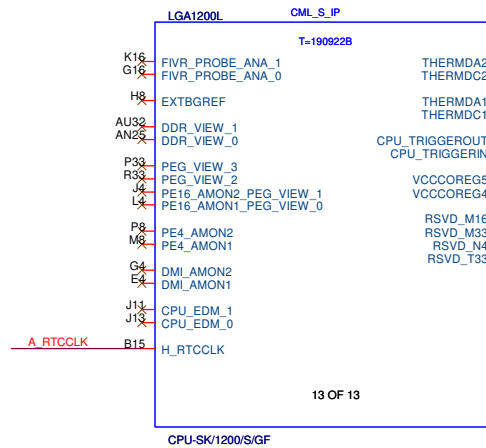 LGA1200L CML_S_IP
T=190922B
K16 FIVR_PROBE_ANA_1 THERMDA2
G16 FIVR_PROBE_ANA_0 THERMDC2
H8 EXTBGREF THERMDA1
THERMDC1
AU32 DDR_VIEW_1
AN25 DDR_VIEW_0 CPU_TRIGGEROUT
CPU_TRIGGERIN
P33 PEG_VIEW_3
R33 PEG_VIEW_2 VCCCOREG5
J4 PE16_AMON2_PEG_VIEW_1 VCCCOREG4
L4 PE16_AMON1_PEG_VIEW_0
RSVD_M16
P8 PE4_AMON2 RSVD_M33
M8 PE4_AMON1 RSVD_N4
RSVD_T33
G4 DMI_AMON2
E4 DMI_AMON1
J11 CPU_EDM_1
J13 CPU_EDM_0
A_RTCCLK B15 H_RTCCLK
13 OF 13
CPU-SK/1200/S/GF